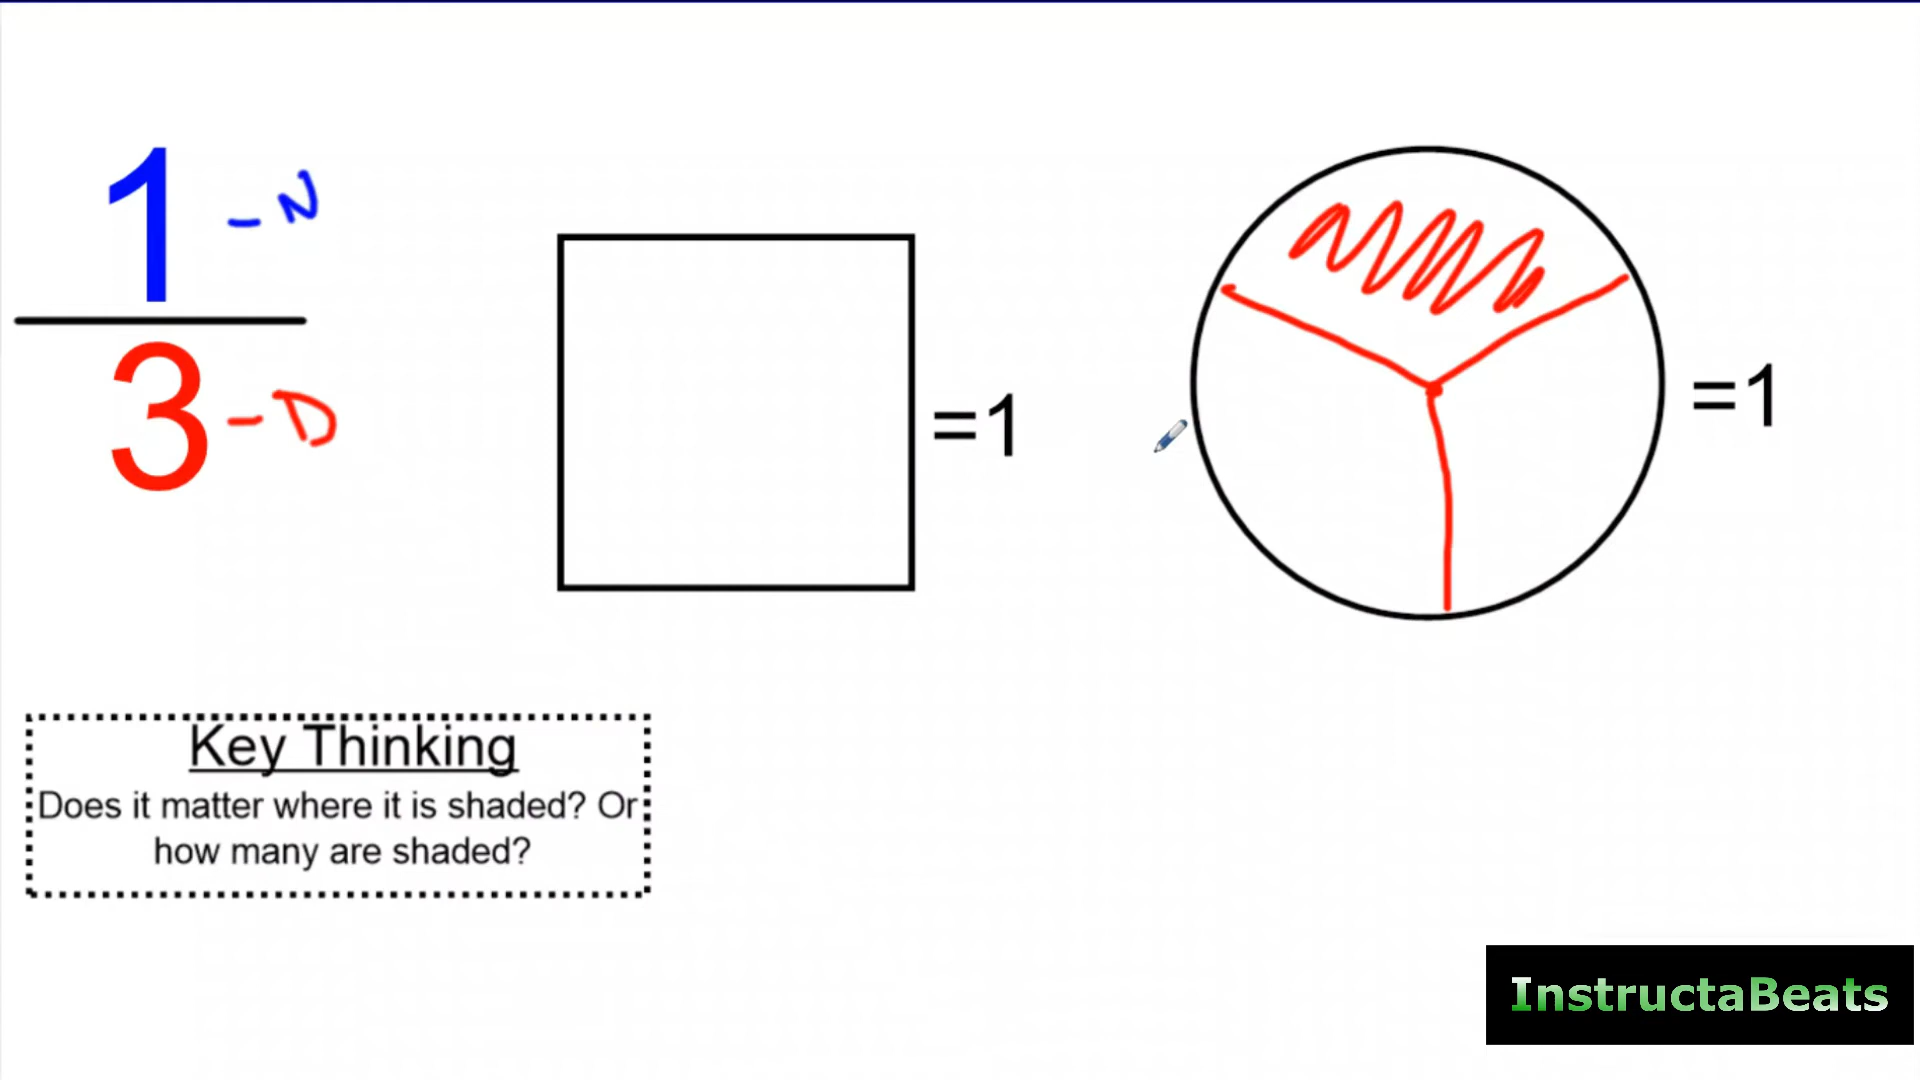 1 - N
3 - D
=1
=1
Key Thinking
Does it matter where it is shaded? Or
how many are shaded?
InstructaBeats